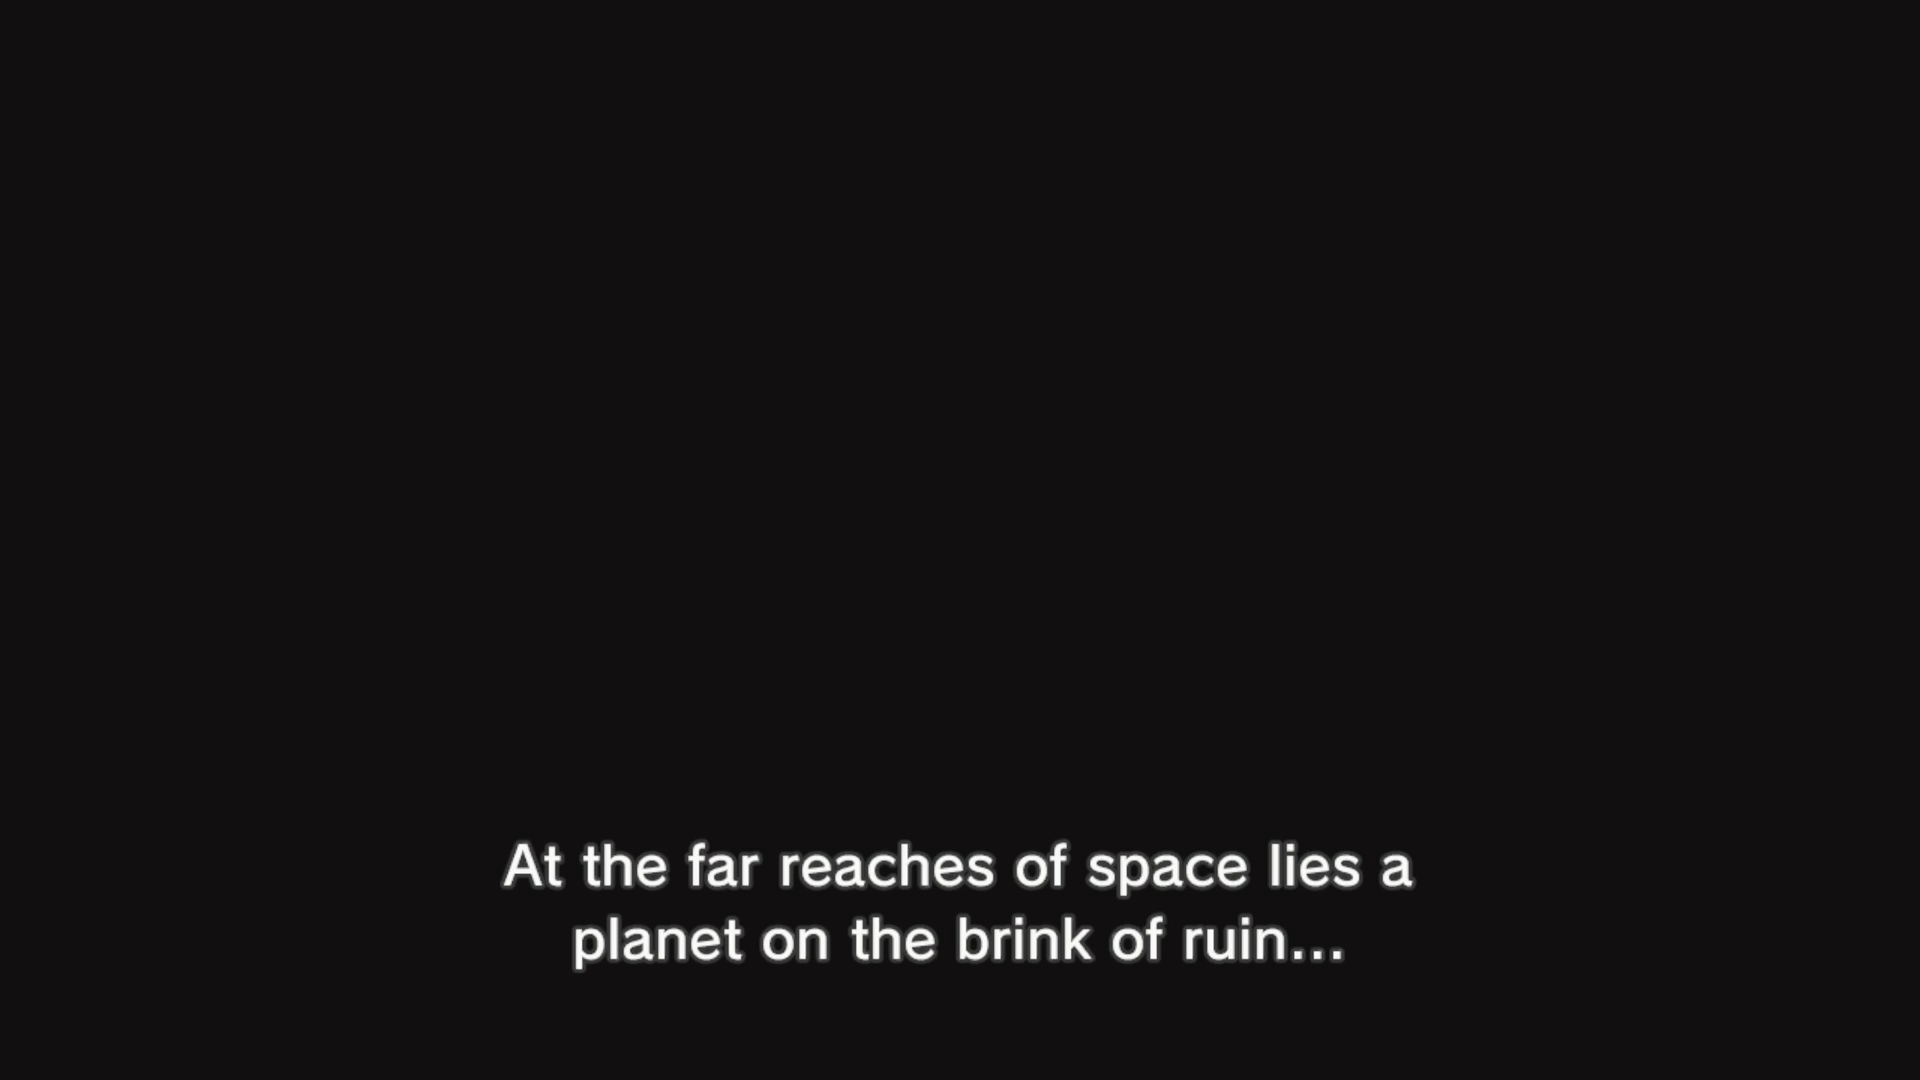 At the far reaches of space lies a
planet on the brink of ruin...